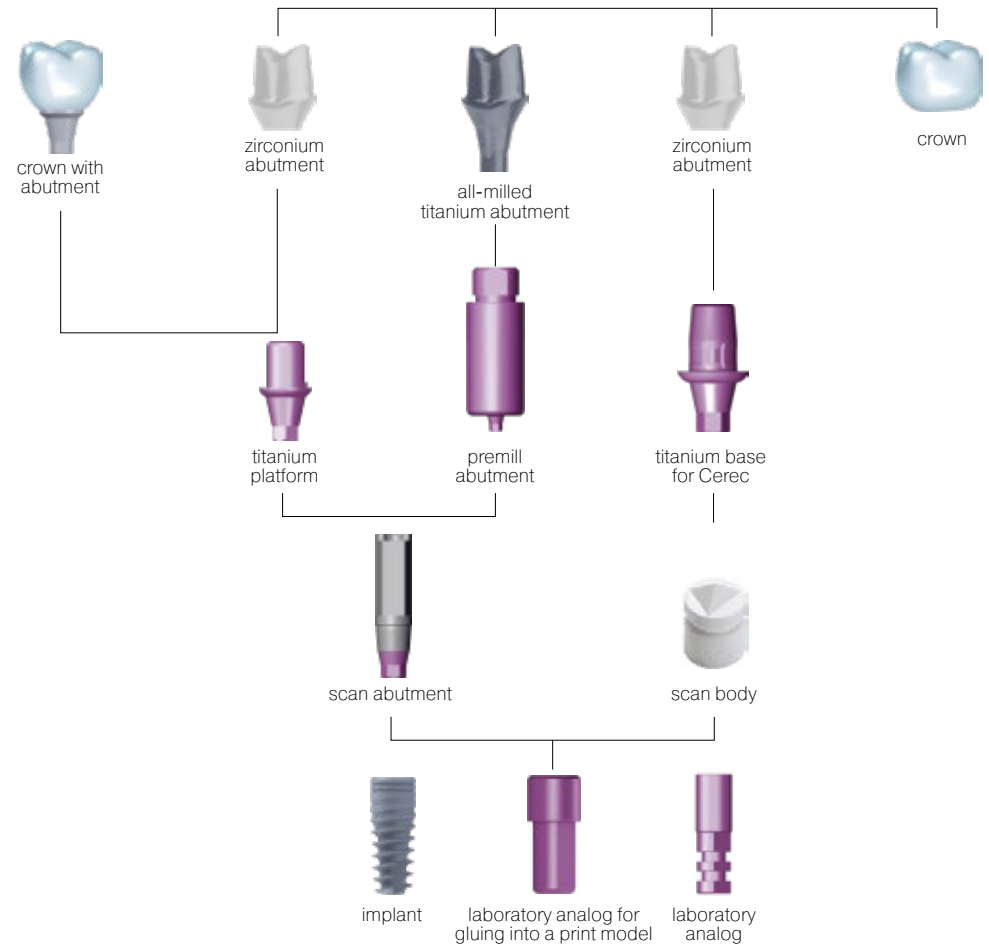 crown with
abutment
zirconium
abutment
all-milled
titanium abutment
zirconium
abutment
crown
titanium
platform
premill
abutment
titanium base
for Cerec
scan abutment
scan body
implant
laboratory analog for
gluing into a print model
laboratory
analog